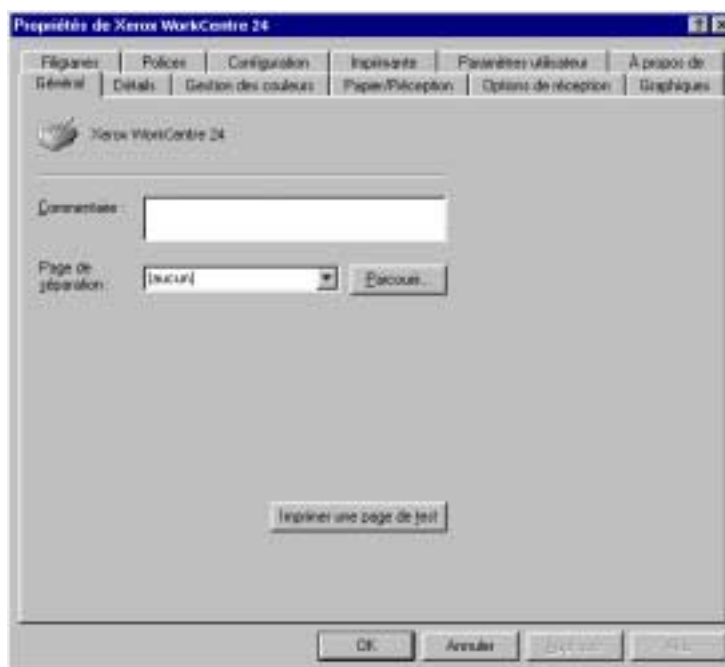 Propriétés de Xerox WorkCentre 24
Filigranes Polices Configuration Imprimante Paramètres utilisateur À propos de
Général Détails Gestion des couleurs Papier/Réception Options de réception Graphiques
Xerox WorkCentre 24
Commentaire :
Page de
séparation :
(aucun)
Parcourir...
Imprimer une page de test
OK Annuler Appliquer Aide